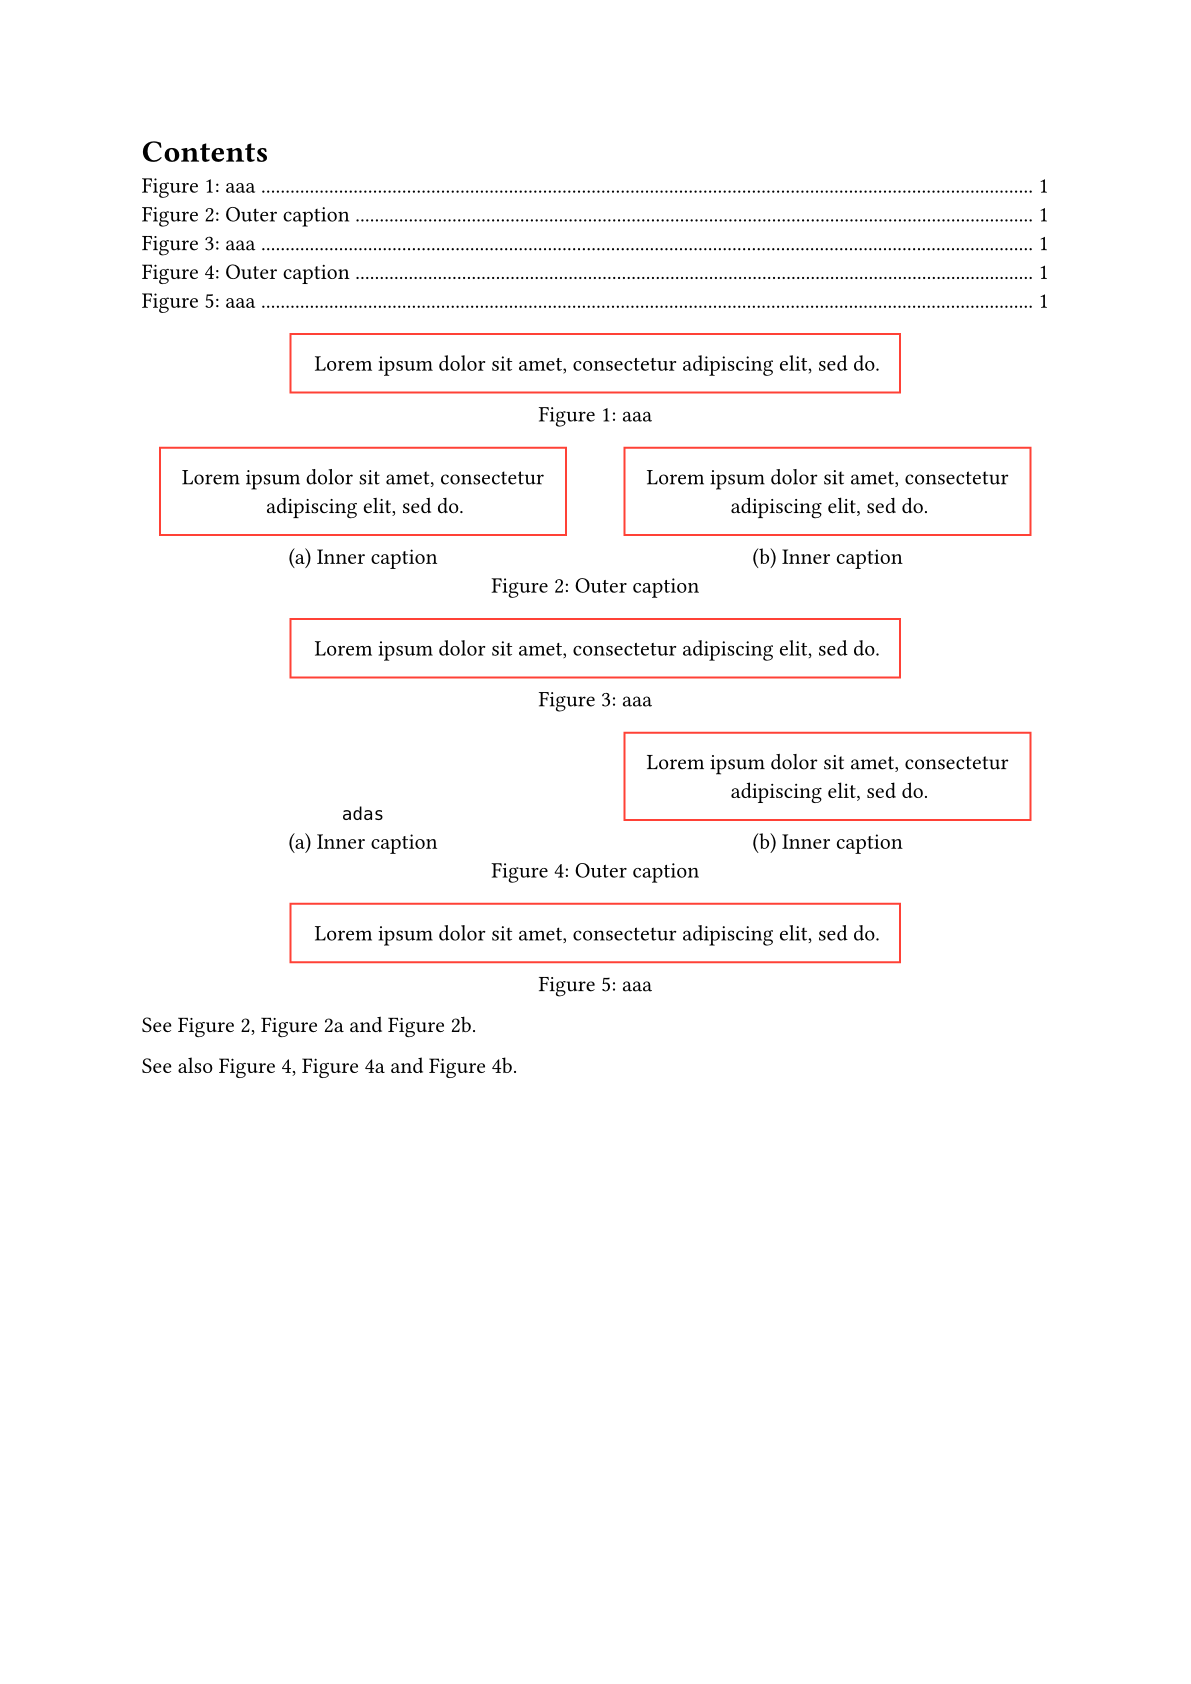 Contents
Figure 1: aaa ........................................................................................................................................................ 1
Figure 2: Outer caption ........................................................................................................................................ 1
Figure 3: aaa ........................................................................................................................................................ 1
Figure 4: Outer caption ........................................................................................................................................ 1
Figure 5: aaa ........................................................................................................................................................ 1
Lorem ipsum dolor sit amet, consectetur adipiscing elit, sed do.
Figure 1: aaa
Lorem ipsum dolor sit amet, consectetur
adipiscing elit, sed do.
(a) Inner caption
Lorem ipsum dolor sit amet, consectetur
adipiscing elit, sed do.
(b) Inner caption
Figure 2: Outer caption
Lorem ipsum dolor sit amet, consectetur adipiscing elit, sed do.
Figure 3: aaa
adas
(a) Inner caption
Lorem ipsum dolor sit amet, consectetur
adipiscing elit, sed do.
(b) Inner caption
Figure 4: Outer caption
Lorem ipsum dolor sit amet, consectetur adipiscing elit, sed do.
Figure 5: aaa
See Figure 2, Figure 2a and Figure 2b.
See also Figure 4, Figure 4a and Figure 4b.